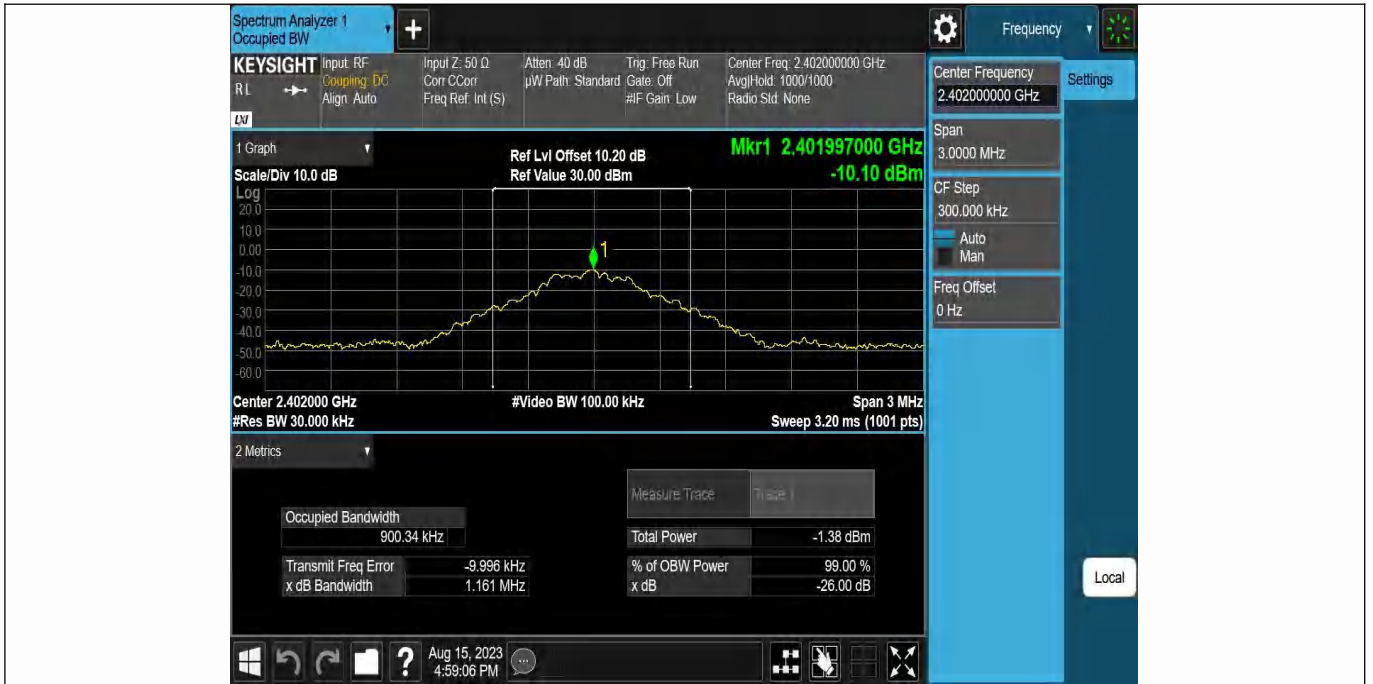 Spectrum Analyzer 1
Occupied BW
+
Frequency
KEYSIGHT
R L
LXI
Input: RF
Coupling: DC
Align: Auto
Input Z: 50 Ω
Corr CCorr
Freq Ref: Int (S)
Atten: 40 dB
µW Path: Standard
Trig: Free Run
Gate: Off
#IF Gain: Low
Center Freq: 2.402000000 GHz
Avg|Hold: 1000/1000
Radio Std: None
Center Frequency
2.402000000 GHz
Settings
Span
3.0000 MHz
CF Step
300.000 kHz
Auto
Man
Freq Offset
0 Hz
1 Graph
Scale/Div 10.0 dB
Ref Lvl Offset 10.20 dB
Ref Value 30.00 dBm
Mkr1 2.401997000 GHz
-10.10 dBm
Log
20.0
10.0
0.00
-10.0
-20.0
-30.0
-40.0
-50.0
-60.0
1
Center 2.402000 GHz
#Video BW 100.00 kHz
Span 3 MHz
#Res BW 30.000 kHz
Sweep 3.20 ms (1001 pts)
2 Metrics
Measure Trace
Trace 1
Occupied Bandwidth
900.34 kHz
Total Power
-1.38 dBm
Transmit Freq Error
-9.996 kHz
% of OBW Power
99.00 %
x dB Bandwidth
1.161 MHz
x dB
-26.00 dB
Local
?
Aug 15, 2023
4:59:06 PM